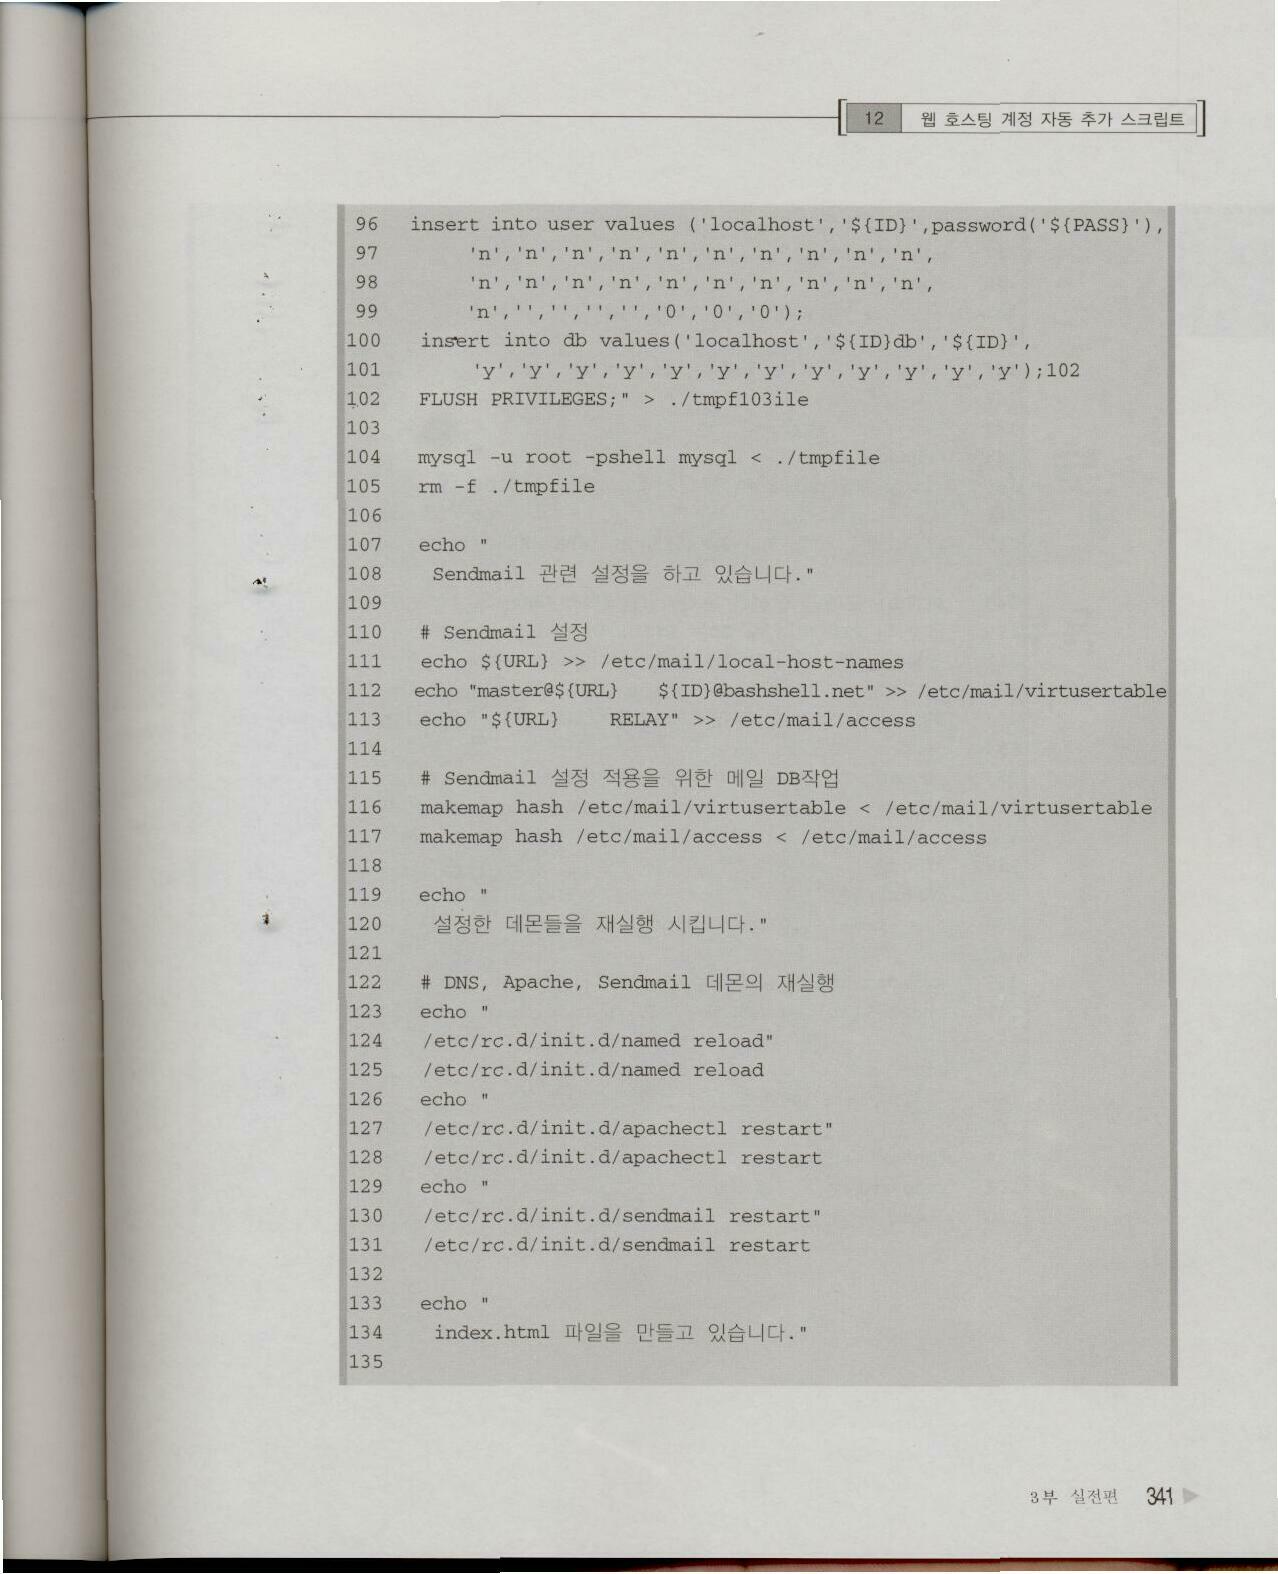 12 웹 호스팅 계정 자동 추가 스크립트
96 insert into user values ('localhost','${ID}',password('${PASS}'),
97 'n','n','n','n','n','n','n','n','n','n',
98 'n','n','n','n','n','n','n','n','n','n',
99 'n','','','','','0','0','0');
100 insert into db values('localhost','${ID}db','${ID}',
101 'y','y','y','y','y','y','y','y','y','y','y','y');102
102 FLUSH PRIVILEGES;" > ./tmpf103ile
103
104 mysql -u root -pshell mysql < ./tmpfile
105 rm -f ./tmpfile
106
107 echo "
108 Sendmail 관련 설정을 하고 있습니다."
109
110 # Sendmail 설정
111 echo ${URL} >> /etc/mail/local-host-names
112 echo "master@${URL} ${ID}@bashshell.net" >> /etc/mail/virtusertable
113 echo "${URL} RELAY" >> /etc/mail/access
114
115 # Sendmail 설정 적용을 위한 메일 DB작업
116 makemap hash /etc/mail/virtusertable < /etc/mail/virtusertable
117 makemap hash /etc/mail/access < /etc/mail/access
118
119 echo "
120 설정한 데몬들을 재실행 시킵니다."
121
122 # DNS, Apache, Sendmail 데몬의 재실행
123 echo "
124 /etc/rc.d/init.d/named reload"
125 /etc/rc.d/init.d/named reload
126 echo "
127 /etc/rc.d/init.d/apachectl restart"
128 /etc/rc.d/init.d/apachectl restart
129 echo "
130 /etc/rc.d/init.d/sendmail restart"
131 /etc/rc.d/init.d/sendmail restart
132
133 echo "
134 index.html 파일을 만들고 있습니다."
135
3부 실전편 341